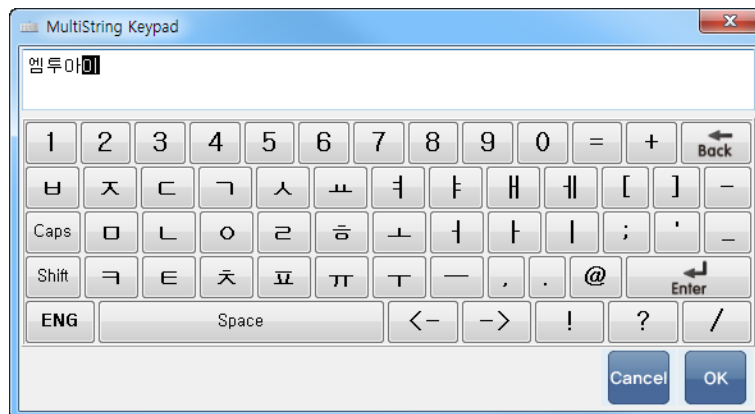 MultiString Keypad
엠투아이
1 2 3 4 5 6 7 8 9 0 = + Back
ㅂ ㅈ ㄷ ㄱ ㅅ ㅛ ㅕ ㅑ ㅐ ㅔ [ ] -
Caps ㅁ ㄴ ㅇ ㄹ ㅎ ㅗ ㅓ ㅏ ㅣ ; ' _
Shift ㅋ ㅌ ㅊ ㅍ ㅠ ㅜ ㅡ , . @ Enter
ENG Space <- -> ! ? /
Cancel OK